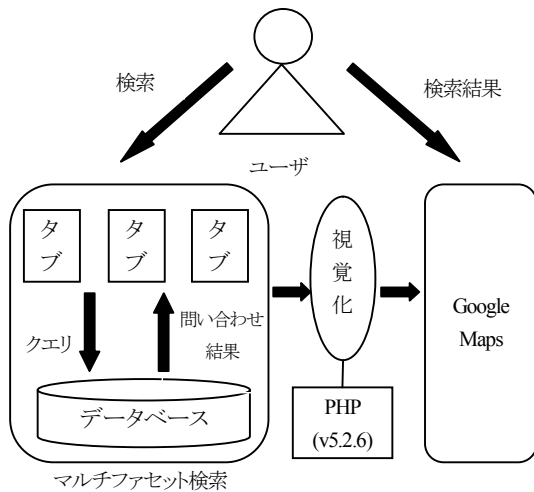 検索
検索結果
ユーザ
タブ
タブ
タブ
視覚化
クエリ
問い合わせ
結果
データベース
マルチファセット検索
PHP
(v5.2.6)
Google
Maps